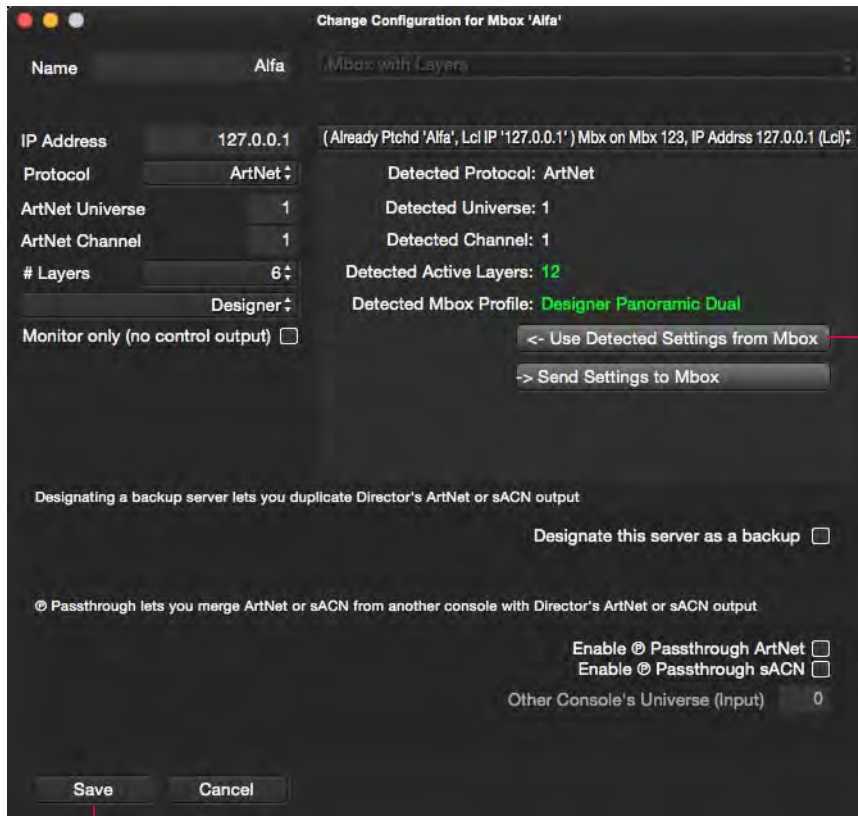 Change Configuration for Mbox 'Alfa'
Name Alfa Mbox with Layers
IP Address 127.0.0.1 (Already Ptchd 'Alfa', Lcl IP '127.0.0.1' ) Mbx on Mbx 123, IP Addrss 127.0.0.1 (Lcl)
Protocol ArtNet Detected Protocol: ArtNet
ArtNet Universe 1 Detected Universe: 1
ArtNet Channel 1 Detected Channel: 1
# Layers 6 Detected Active Layers: 12
Designer Detected Mbox Profile: Designer Panoramic Dual
Monitor only (no control output) <- Use Detected Settings from Mbox
-> Send Settings to Mbox
Designating a backup server lets you duplicate Director's ArtNet or sACN output
Designate this server as a backup
℗ Passthrough lets you merge ArtNet or sACN from another console with Director's ArtNet or sACN output
Enable ℗ Passthrough ArtNet
Enable ℗ Passthrough sACN
Other Console's Universe (Input) 0
Save Cancel